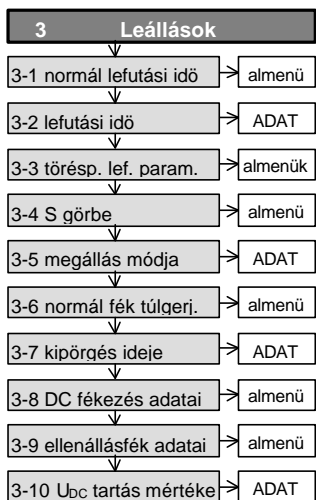 3 Leállások
3-1 normál lefutási idö almenü
3-2 lefutási idö ADAT
3-3 törésp. lef. param. almenük
3-4 S görbe almenü
3-5 megállás módja ADAT
3-6 normál fék túlgerj. almenü
3-7 kipörgés ideje ADAT
3-8 DC fékezés adatai almenü
3-9 ellenállásfék adatai almenü
3-10 UDC tartás mértéke ADAT